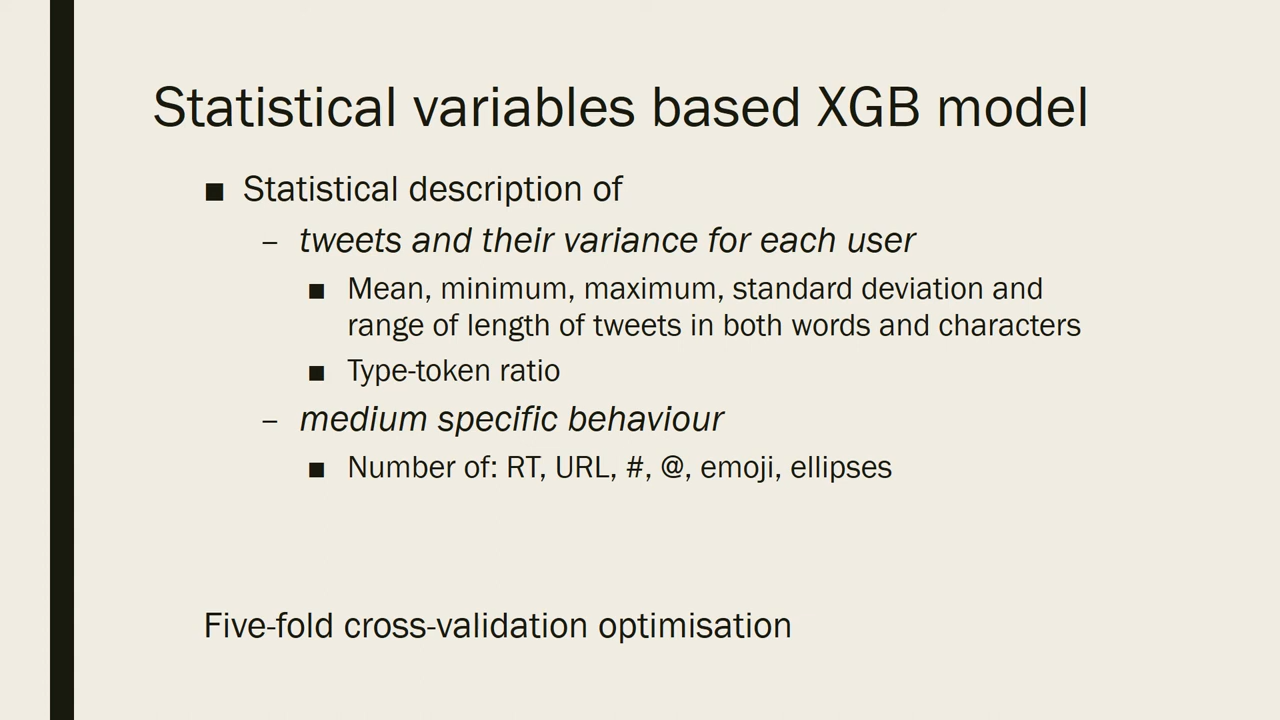 Statistical variables based XGB model
■ Statistical description of
– tweets and their variance for each user
■ Mean, minimum, maximum, standard deviation and
range of length of tweets in both words and characters
■ Type-token ratio
– medium specific behaviour
■ Number of: RT, URL, #, @, emoji, ellipses
Five-fold cross-validation optimisation